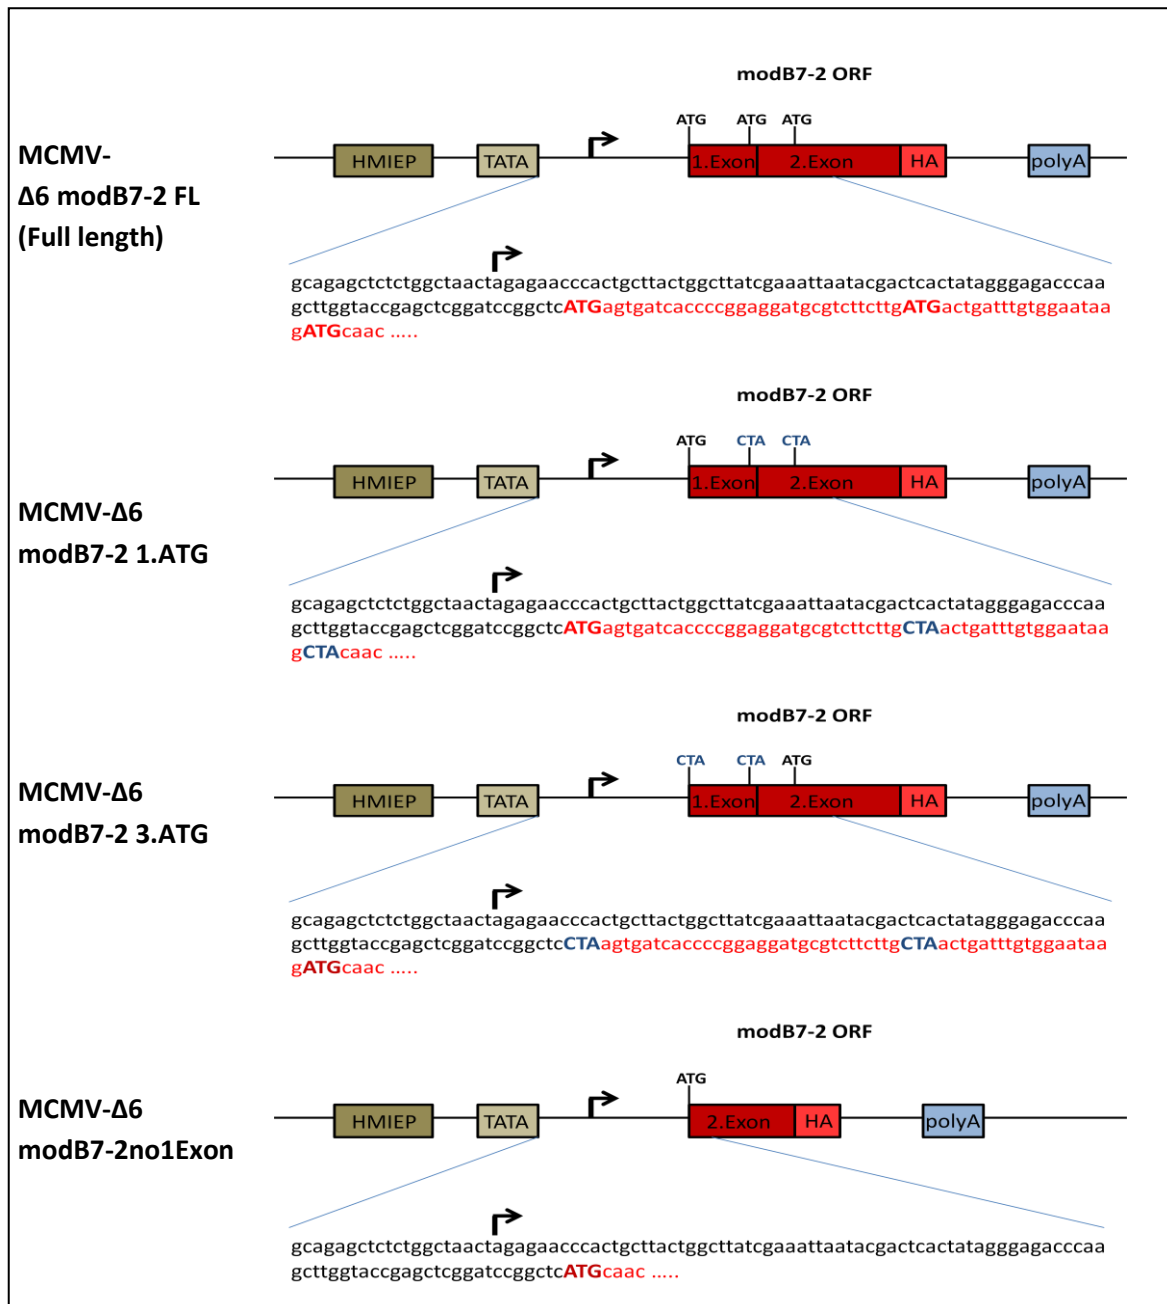 modB7-2 ORF
ATG ATG ATG
MCMV-
Δ6 modB7-2 FL
(Full length)
HMIEP TATA 1.Exon 2.Exon HA polyA
gcagagctctctggctaactagagaacccactgcttactggcttatcgaaattaatacgactcactatagggagacccaa
gcttggtaccgagctcggatccggctcATGagtgatcaccccggaggatgcgtcttcttgATGactgatttgtggaataa
gATGcaac .....
modB7-2 ORF
ATG CTA CTA
HMIEP TATA 1.Exon 2.Exon HA polyA
MCMV-Δ6
modB7-2 1.ATG
gcagagctctctggctaactagagaacccactgcttactggcttatcgaaattaatacgactcactatagggagacccaa
gcttggtaccgagctcggatccggctcATGagtgatcaccccggaggatgcgtcttcttgCTAactgatttgtggaataa
gCTAcaac .....
modB7-2 ORF
CTA CTA ATG
HMIEP TATA 1.Exon 2.Exon HA polyA
MCMV-Δ6
modB7-2 3.ATG
gcagagctctctggctaactagagaacccactgcttactggcttatcgaaattaatacgactcactatagggagacccaa
gcttggtaccgagctcggatccggctcCTAagtgatcaccccggaggatgcgtcttcttgCTAactgatttgtggaataa
gATGcaac .....
modB7-2 ORF
ATG
HMIEP TATA 2.Exon HA polyA
MCMV-Δ6
modB7-2no1Exon
gcagagctctctggctaactagagaacccactgcttactggcttatcgaaattaatacgactcactatagggagacccaa
gcttggtaccgagctcggatccggctcATGcaac .....